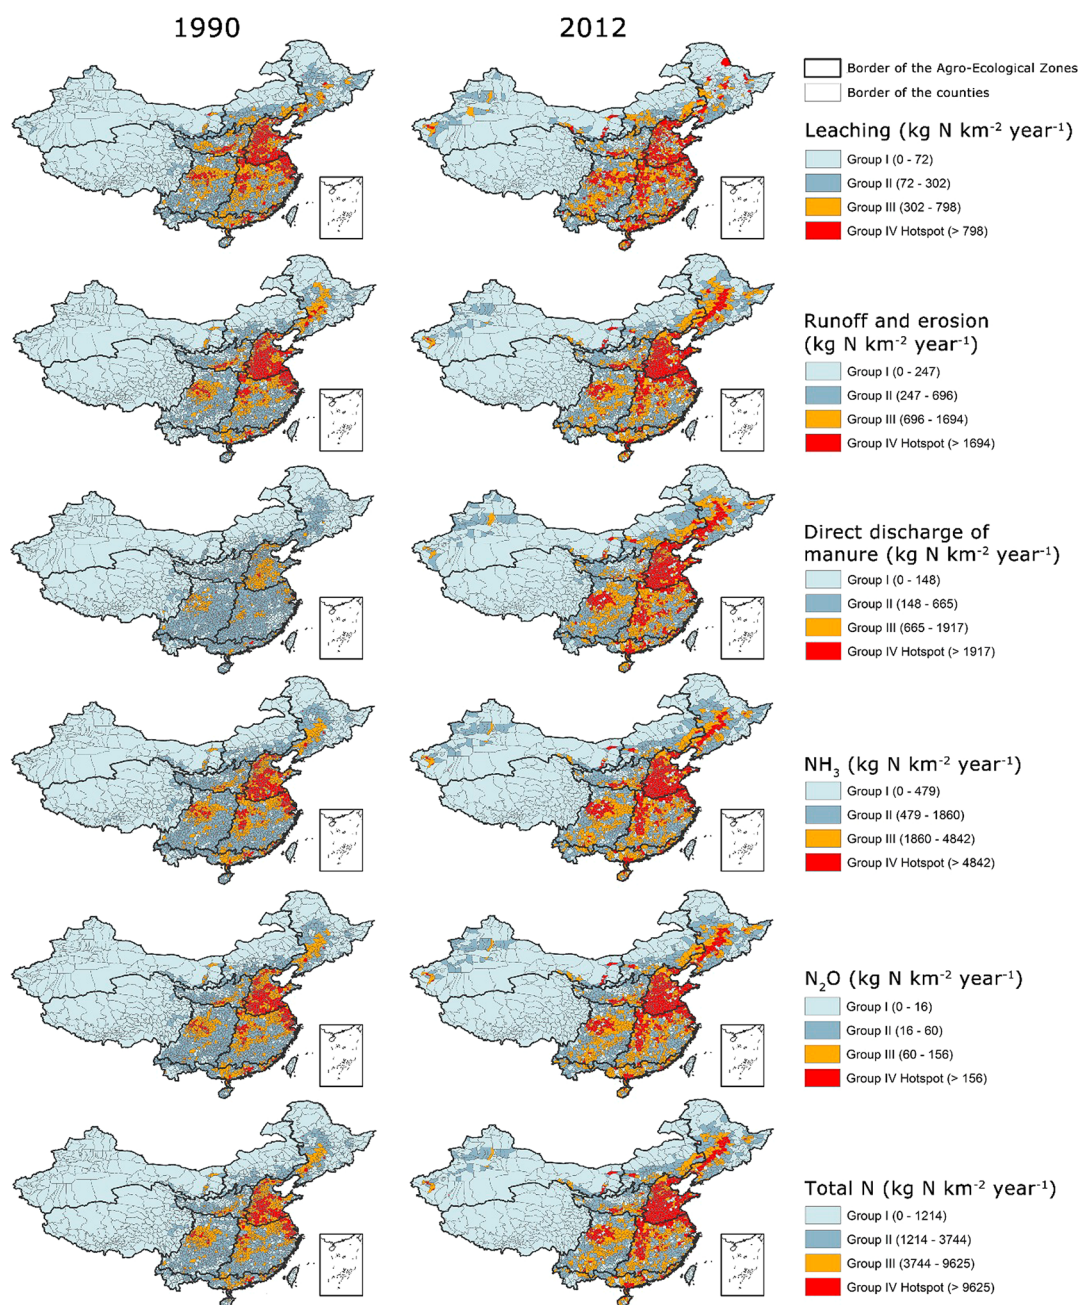 1990
2012
Border of the Agro-Ecological Zones
Border of the counties
Leaching (kg N km⁻² year⁻¹)
Group I (0 - 72)
Group II (72 - 302)
Group III (302 - 798)
Group IV Hotspot (> 798)
Runoff and erosion
(kg N km⁻² year⁻¹)
Group I (0 - 247)
Group II (247 - 696)
Group III (696 - 1694)
Group IV Hotspot (> 1694)
Direct discharge of
manure (kg N km⁻² year⁻¹)
Group I (0 - 148)
Group II (148 - 665)
Group III (665 - 1917)
Group IV Hotspot (> 1917)
NH₃ (kg N km⁻² year⁻¹)
Group I (0 - 479)
Group II (479 - 1860)
Group III (1860 - 4842)
Group IV Hotspot (> 4842)
N₂O (kg N km⁻² year⁻¹)
Group I (0 - 16)
Group II (16 - 60)
Group III (60 - 156)
Group IV Hotspot (> 156)
Total N (kg N km⁻² year⁻¹)
Group I (0 - 1214)
Group II (1214 - 3744)
Group III (3744 - 9625)
Group IV Hotspot (> 9625)